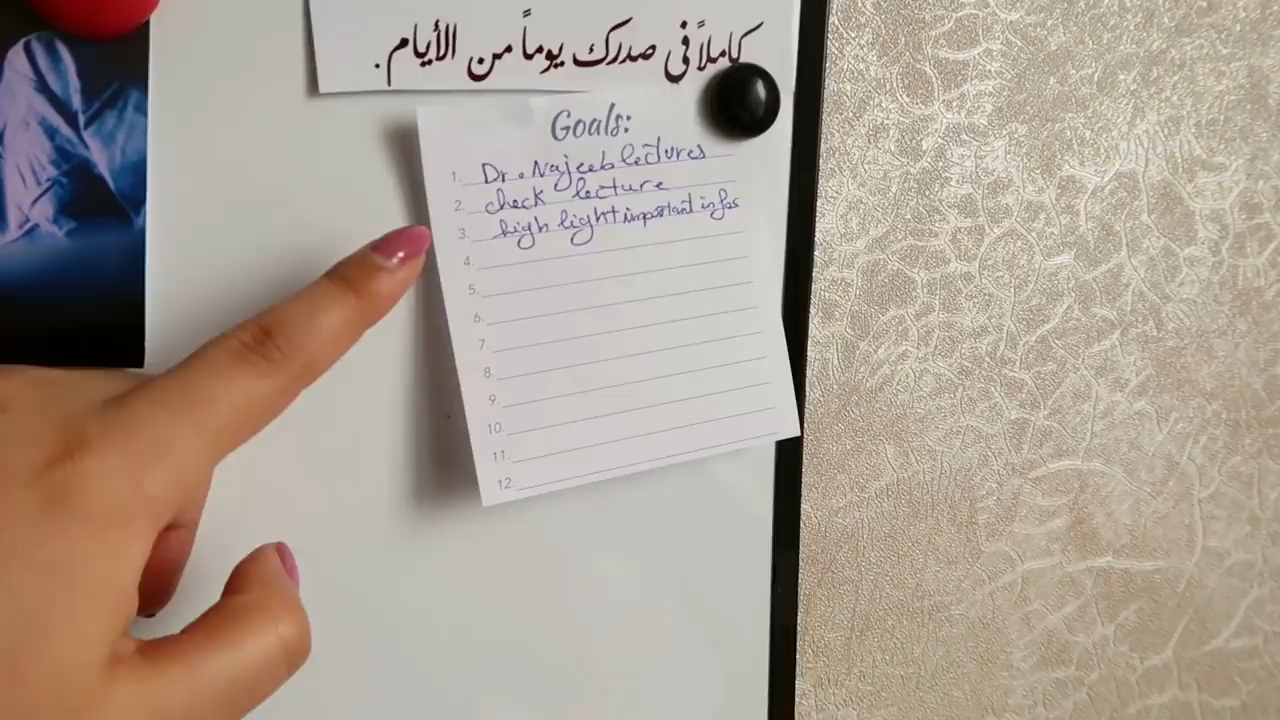 كاملاً في صدرك يوماً من الأيام.
Goals:
1. Dr. Najeeb lectures
2. check lecture
3. high light important infos
4.
5.
6.
7.
8.
9.
10.
11.
12.